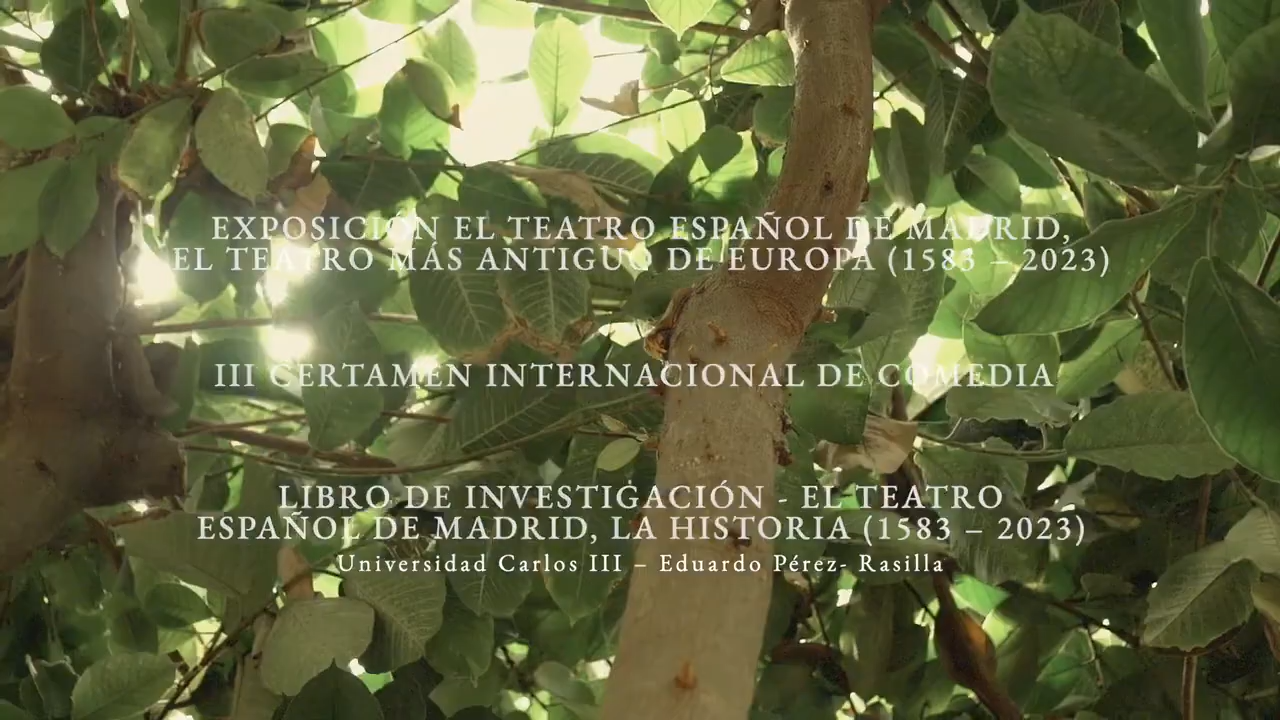 EXPOSICIÓN EL TEATRO ESPAÑOL DE MADRID,
EL TEATRO MÁS ANTIGUO DE EUROPA (1583 – 2023)
III CERTAMEN INTERNACIONAL DE COMEDIA
LIBRO DE INVESTIGACIÓN - EL TEATRO
ESPAÑOL DE MADRID, LA HISTORIA (1583 – 2023)
Universidad Carlos III – Eduardo Pérez- Rasilla